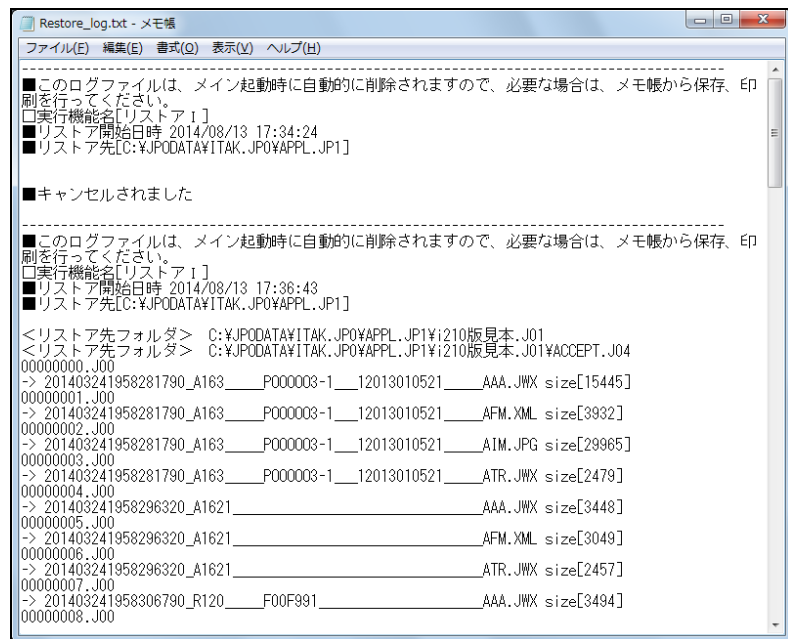 Restore_log.txt - メモ帳
ファイル(F) 編集(E) 書式(O) 表示(V) ヘルプ(H)
----------------------------------------------------------------------------------------
■このログファイルは、メイン起動時に自動的に削除されますので、必要な場合は、メモ帳から保存、印
刷を行ってください。
□実行機能名[リストアⅠ]
■リストア開始日時 2014/08/13 17:34:24
■リストア先[C:¥JPODATA¥ITAK.JP0¥APPL.JP1]
■キャンセルされました
----------------------------------------------------------------------------------------
■このログファイルは、メイン起動時に自動的に削除されますので、必要な場合は、メモ帳から保存、印
刷を行ってください。
□実行機能名[リストアⅠ]
■リストア開始日時 2014/08/13 17:36:43
■リストア先[C:¥JPODATA¥ITAK.JP0¥APPL.JP1]
＜リストア先フォルダ＞ C:¥JPODATA¥ITAK.JP0¥APPL.JP1¥i210版見本.J01
＜リストア先フォルダ＞ C:¥JPODATA¥ITAK.JP0¥APPL.JP1¥i210版見本.J01¥ACCEPT.J04
00000000.J00
-> 201403241958281790_A163_____P000003-1___12013010521_____AAA.JWX size[15445]
00000001.J00
-> 201403241958281790_A163_____P000003-1___12013010521_____AFM.XML size[3932]
00000002.J00
-> 201403241958281790_A163_____P000003-1___12013010521_____AIM.JPG size[29965]
00000003.J00
-> 201403241958281790_A163_____P000003-1___12013010521_____ATR.JWX size[2479]
00000004.J00
-> 201403241958296320_A1621________________________________AAA.JWX size[3448]
00000005.J00
-> 201403241958296320_A1621________________________________AFM.XML size[3049]
00000006.J00
-> 201403241958296320_A1621________________________________ATR.JWX size[2457]
00000007.J00
-> 201403241958306790_R120_____F00F991_____________________AAA.JWX size[3494]
00000008.J00